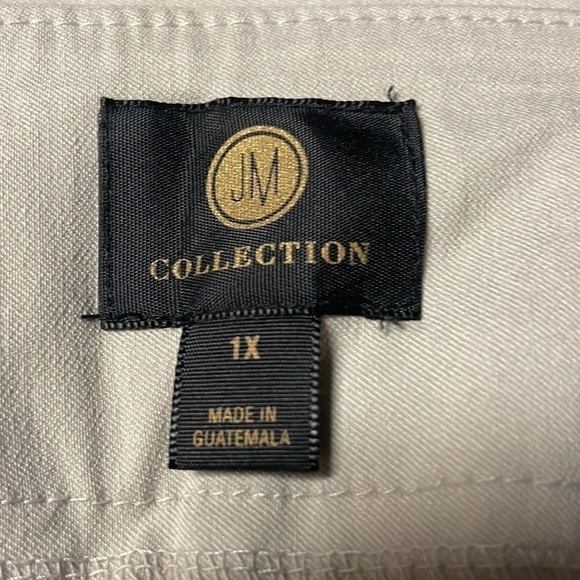 JM
COLLECTION
1X
MADE IN
GUATEMALA